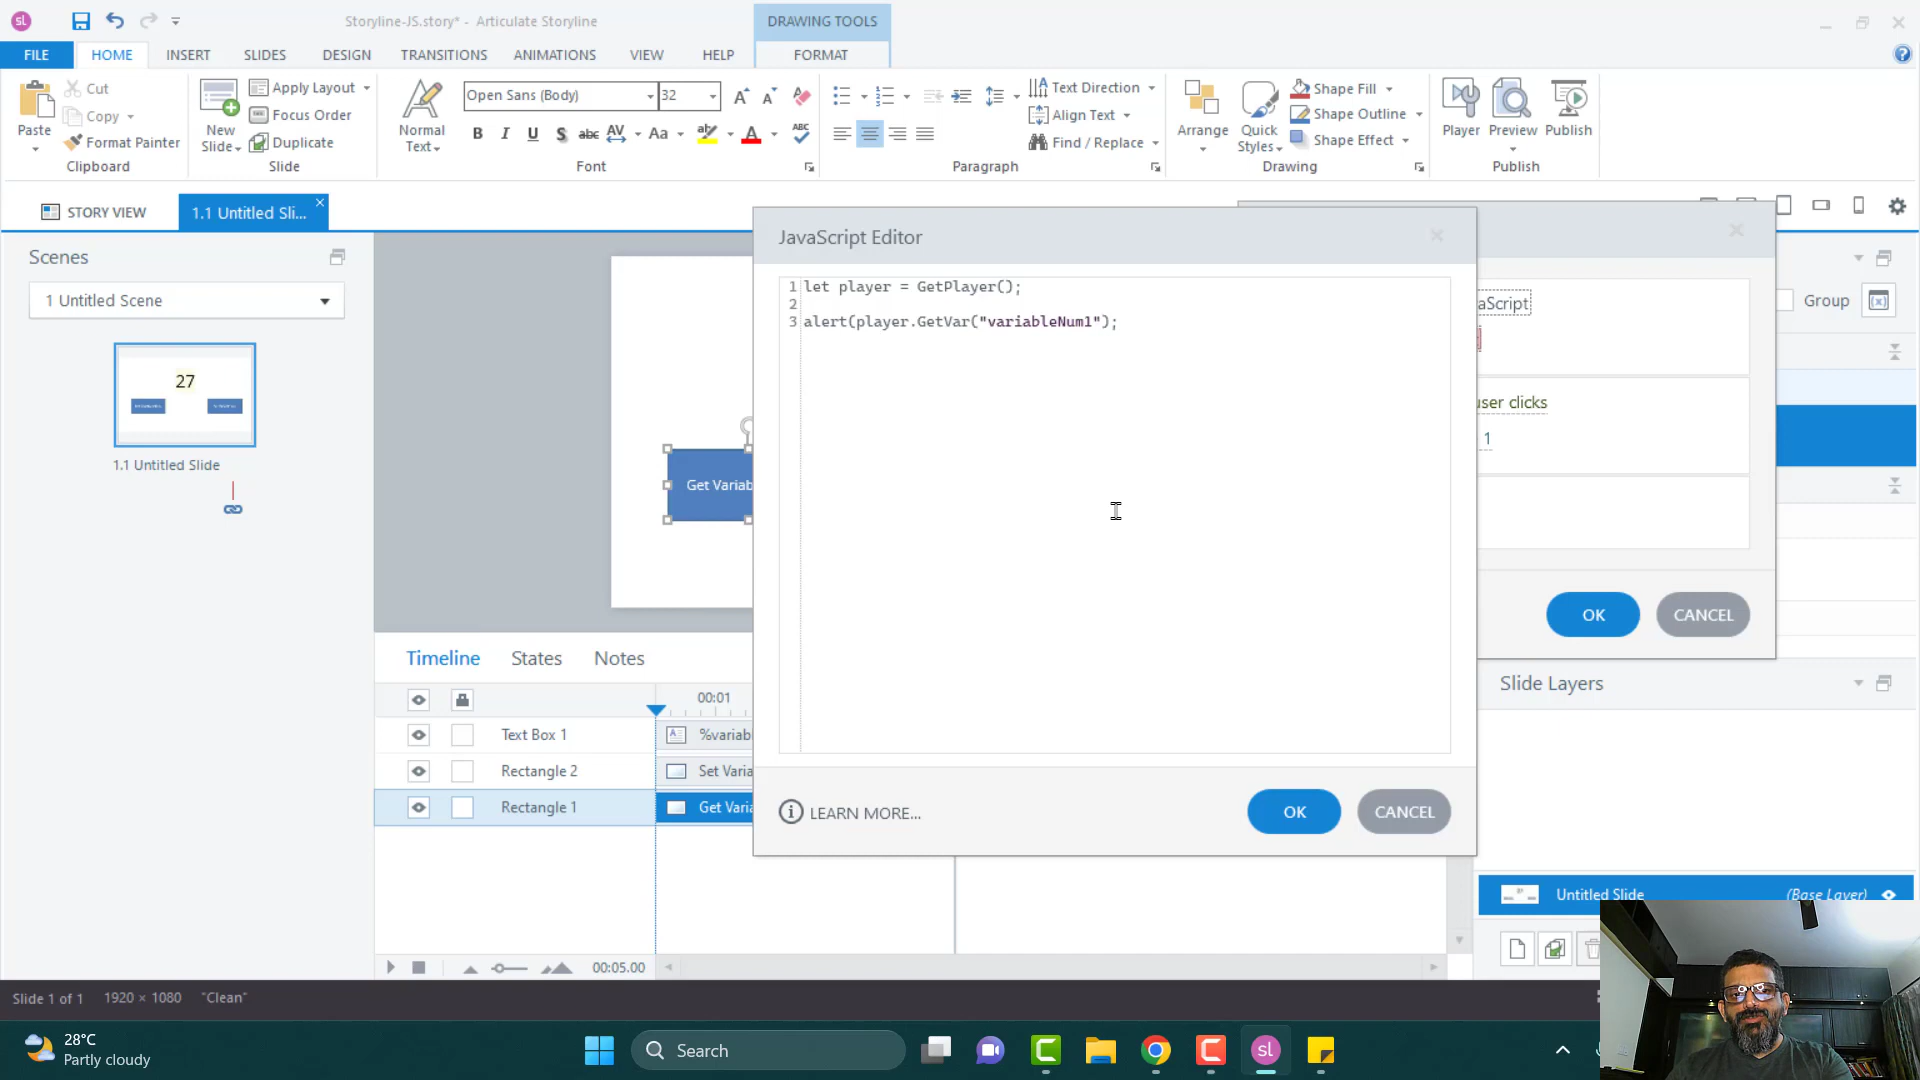 sl
Storyline-JS.story* - Articulate Storyline
DRAWING TOOLS
FILE HOME INSERT SLIDES DESIGN TRANSITIONS ANIMATIONS VIEW HELP FORMAT
Paste
Cut
Copy
Format Painter
Clipboard
New
Slide
Apply Layout
Focus Order
Duplicate
Slide
Normal
Text
Open Sans (Body) 32
B I U S abc AV Aa A ABC
Font
Text Direction
Align Text
Find / Replace
Paragraph
Arrange
Quick
Styles
Shape Fill
Shape Outline
Shape Effect
Drawing
Player
Preview
Publish
Publish
STORY VIEW
1.1 Untitled Sli...
Scenes
1 Untitled Scene
27
1.1 Untitled Slide
Get Variab
JavaScript Editor
1 let player = GetPlayer();
2
3 alert(player.GetVar("variableNum1");
LEARN MORE...
OK
CANCEL
aScript
user clicks
1
OK
CANCEL
Group
Timeline States Notes
00:01
Text Box 1 %variab
Rectangle 2 Set Varia
Rectangle 1 Get Varia
00:05.00
Slide Layers
Untitled Slide (Base Layer)
Slide 1 of 1 1920 × 1080 "Clean"
28°C
Partly cloudy
Search
sl